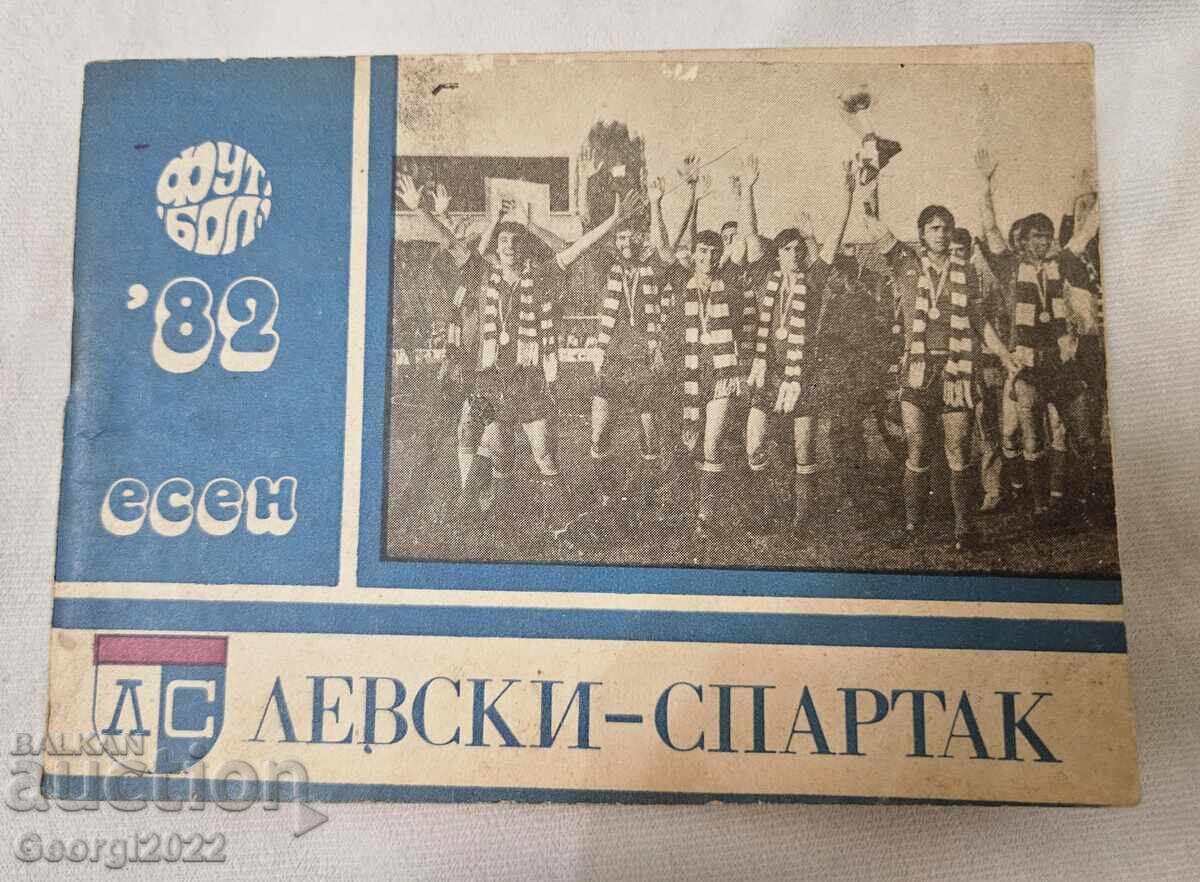 ФУТ
БОЛ
'82
есен
ЛС
ЛЕВСКИ-СПАРТАК
BALKAN
auction
Georgi2022